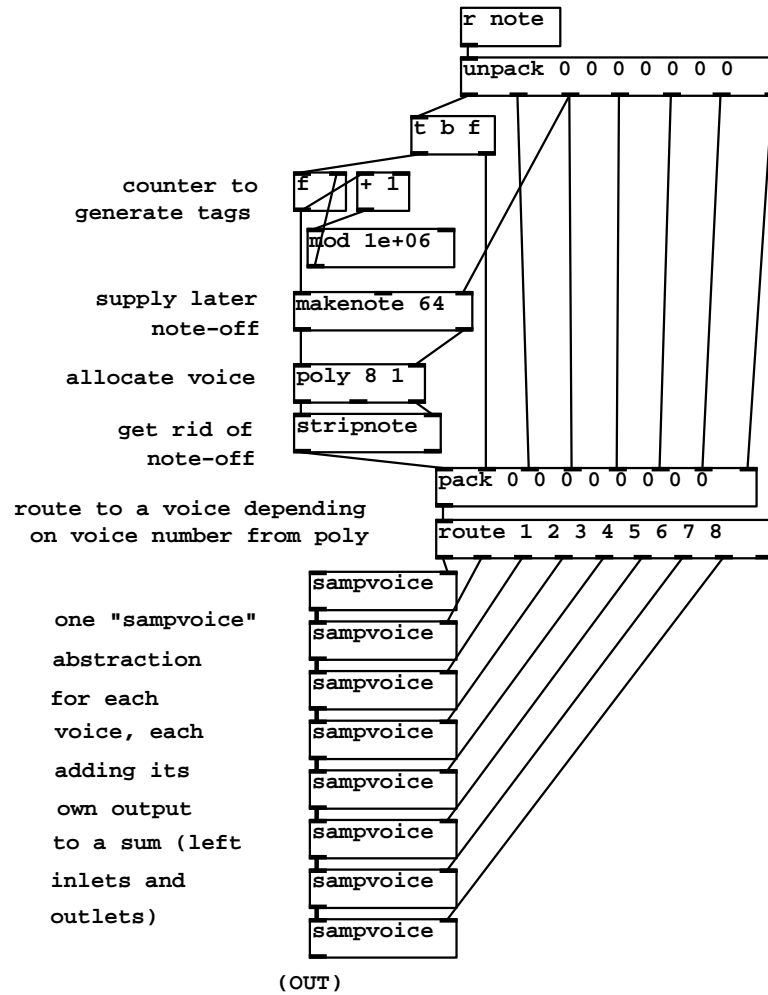 r note
unpack 0 0 0 0 0 0 0
t b f
counter to
generate tags
f
+ 1
mod 1e+06
supply later
note-off
makenote 64
allocate voice
poly 8 1
get rid of
note-off
stripnote
pack 0 0 0 0 0 0 0 0
route to a voice depending
on voice number from poly
route 1 2 3 4 5 6 7 8
sampvoice
one "sampvoice"
sampvoice
abstraction
sampvoice
for each
voice, each
sampvoice
adding its
sampvoice
own output
sampvoice
to a sum (left
inlets and
sampvoice
outlets)
sampvoice
(OUT)